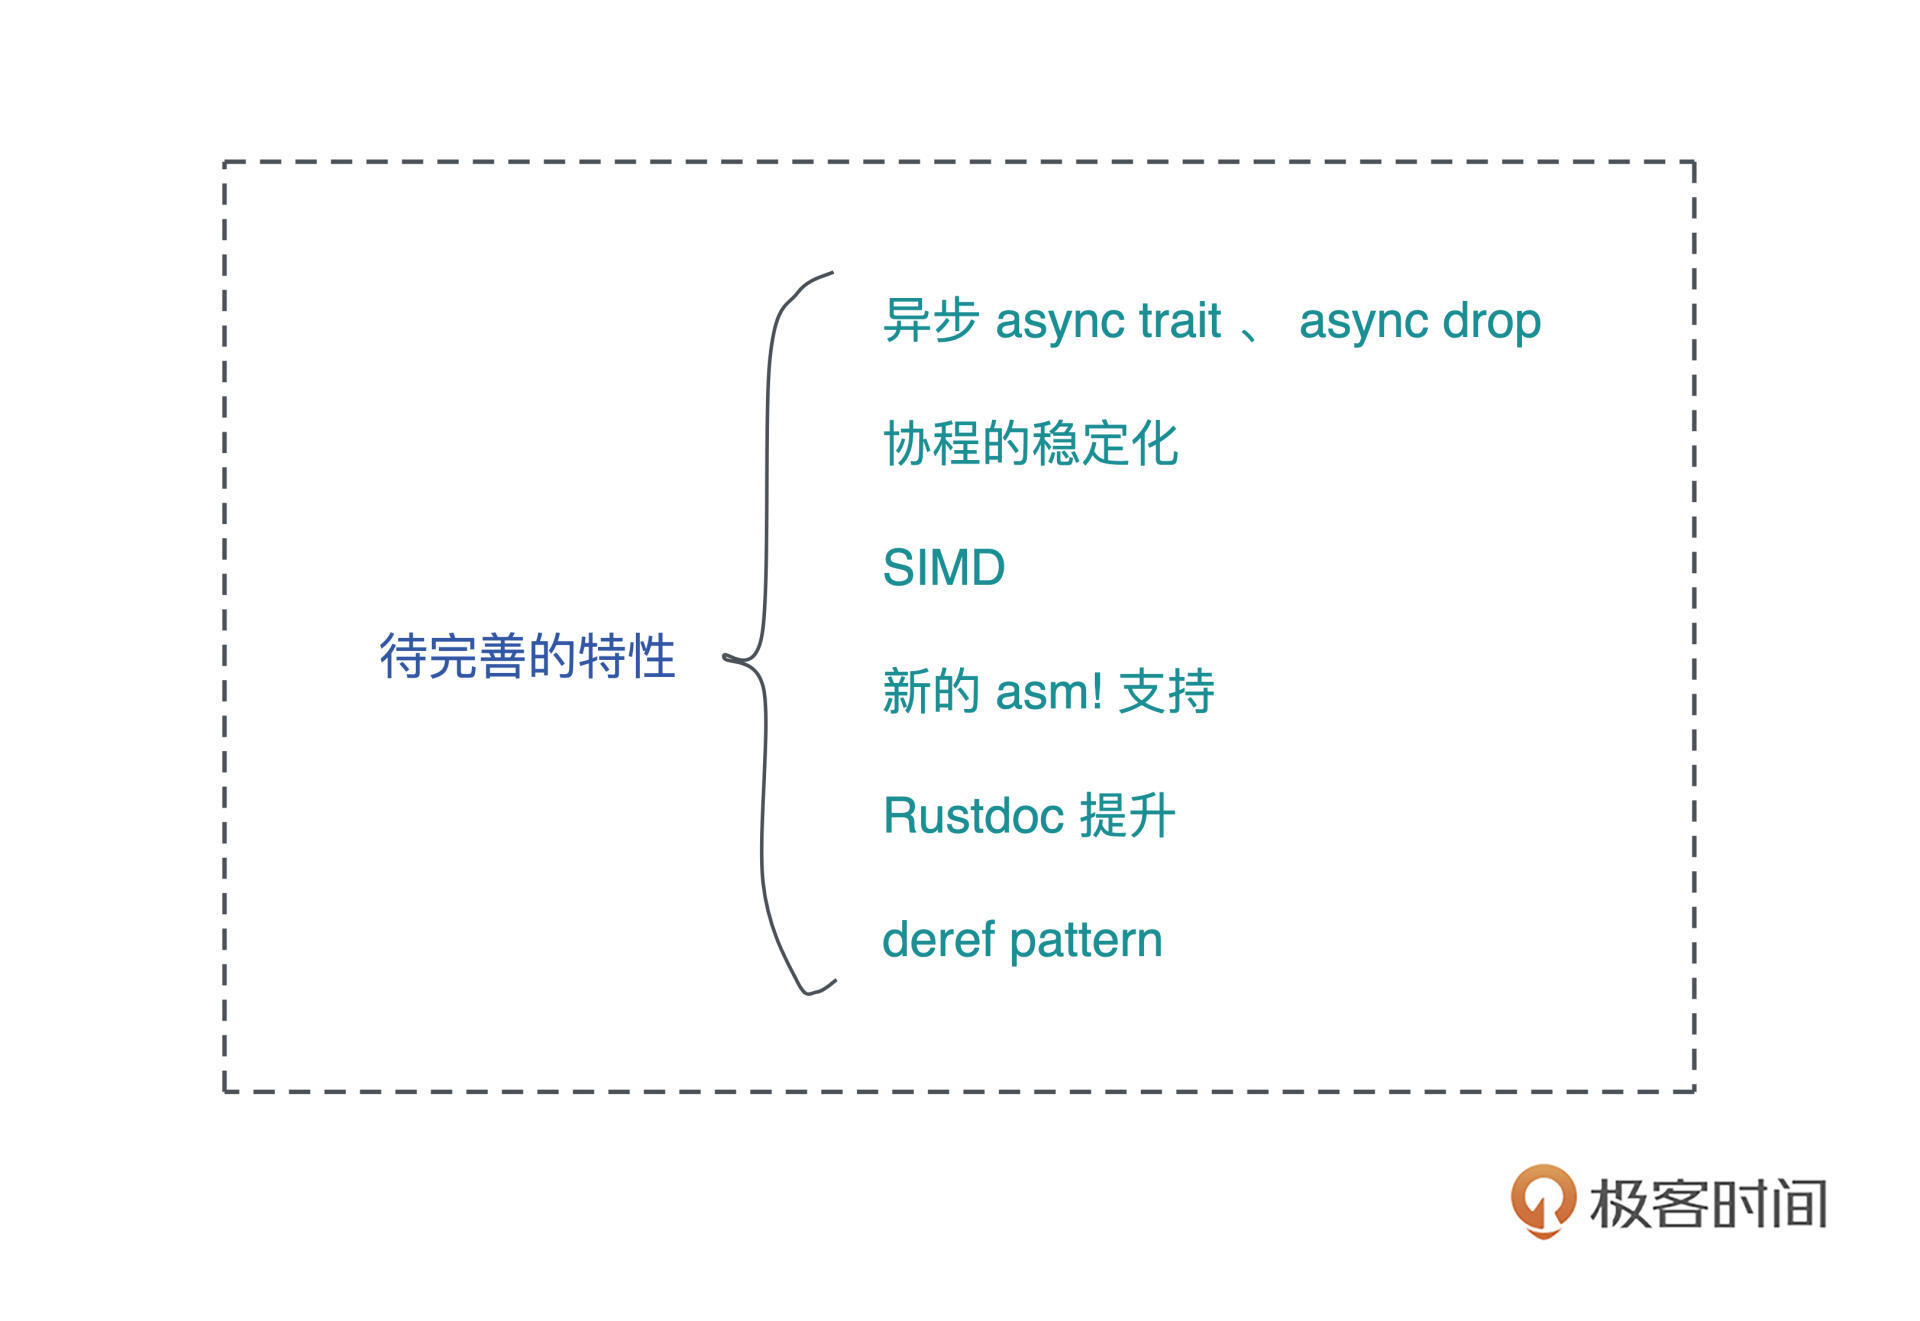 异步 async trait 、 async drop
协程的稳定化
SIMD
待完善的特性
新的 asm! 支持
Rustdoc 提升
deref pattern
极客时间